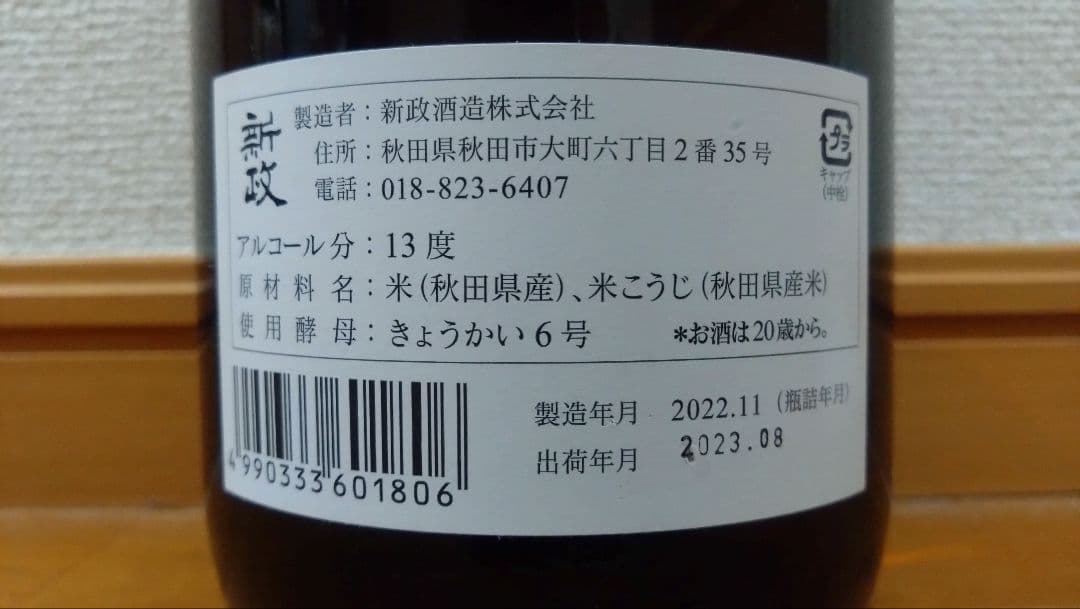 新政
製造者：新政酒造株式会社
住所：秋田県秋田市大町六丁目2番35号
電話：018-823-6407
プラ
キャップ
(中栓)
アルコール分：13度
原材料名：米(秋田県産)、米こうじ(秋田県産米)
使用酵母：きょうかい6号 *お酒は20歳から。
4990333601806
製造年月 2022.11 (瓶詰年月)
出荷年月 2023.08